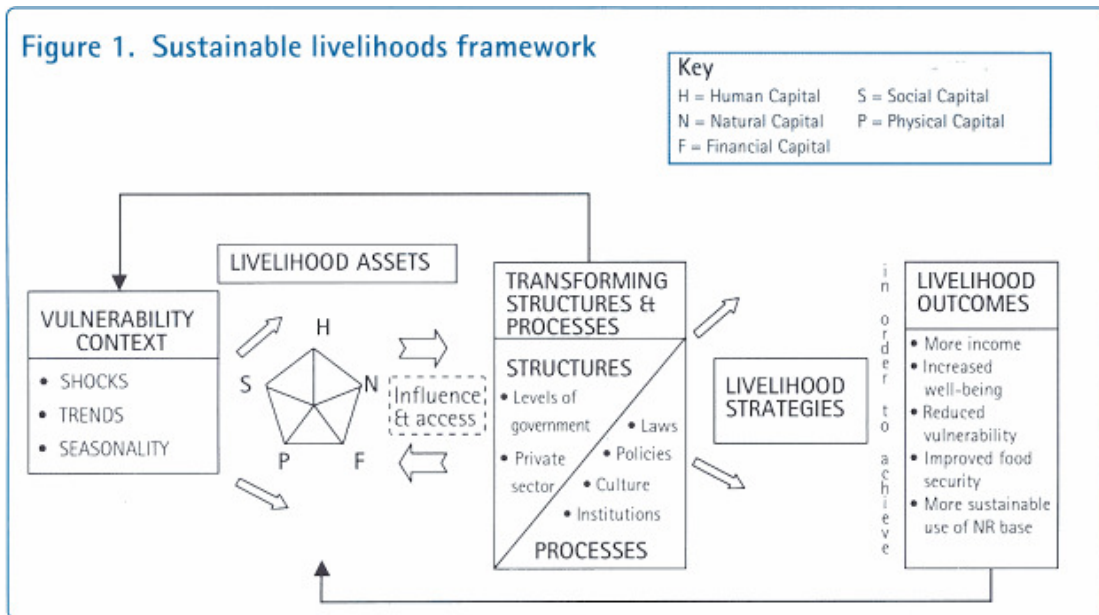 Figure 1. Sustainable livelihoods framework
Key
H = Human Capital S = Social Capital
N = Natural Capital P = Physical Capital
F = Financial Capital
LIVELIHOOD ASSETS
VULNERABILITY
CONTEXT
• SHOCKS
• TRENDS
• SEASONALITY
H
S
N
P
F
Influence
& access
TRANSFORMING
STRUCTURES &
PROCESSES
STRUCTURES
• Levels of
government
• Private
sector
• Laws
• Policies
• Culture
• Institutions
PROCESSES
LIVELIHOOD
STRATEGIES
in order to achieve
LIVELIHOOD
OUTCOMES
• More income
• Increased
well-being
• Reduced
vulnerability
• Improved food
security
• More sustainable
use of NR base